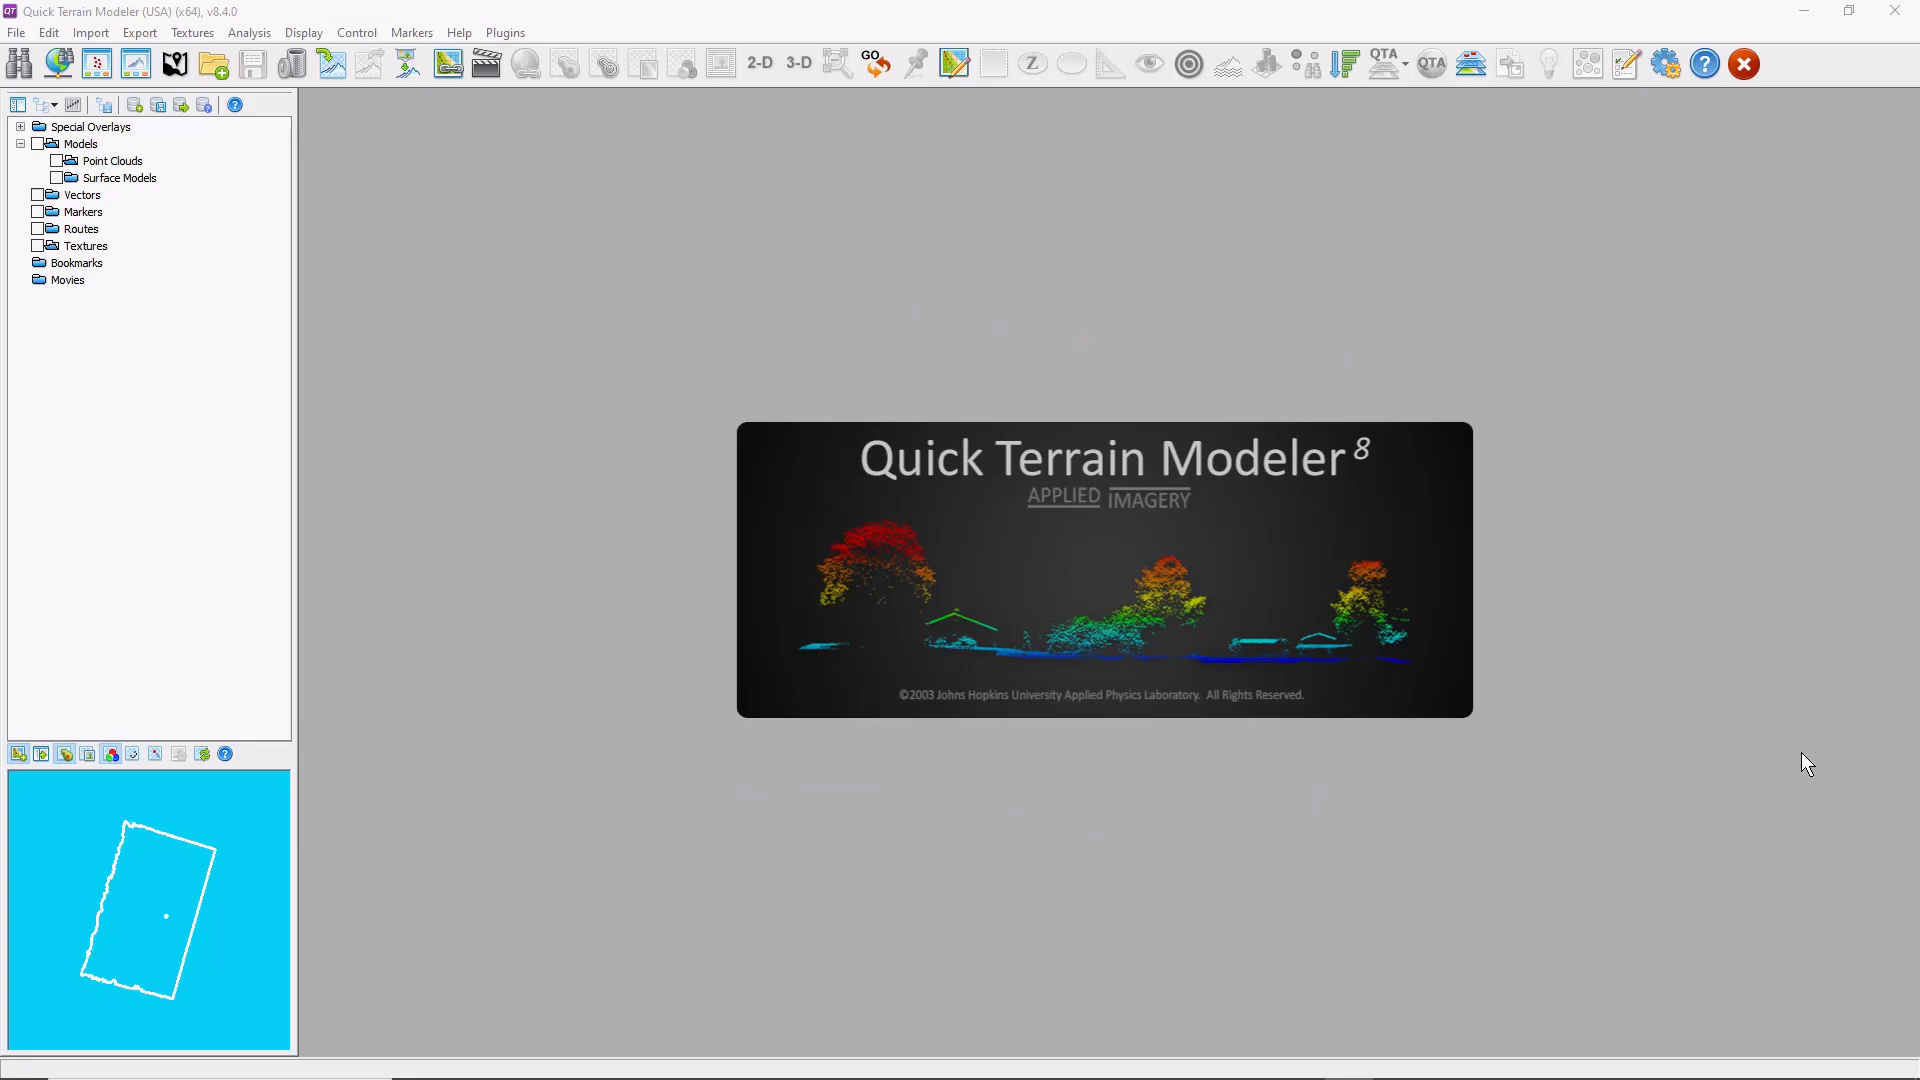 QT Quick Terrain Modeler (USA) (x64), v8.4.0
File Edit Import Export Textures Analysis Display Control Markers Help Plugins
2-D 3-D GO Z QTA QTA ?
?
Special Overlays
Models
Point Clouds
Surface Models
Vectors
Markers
Routes
Textures
Bookmarks
Movies
Quick Terrain Modeler 8
APPLIED IMAGERY
©2003 Johns Hopkins University Applied Physics Laboratory. All Rights Reserved.
?